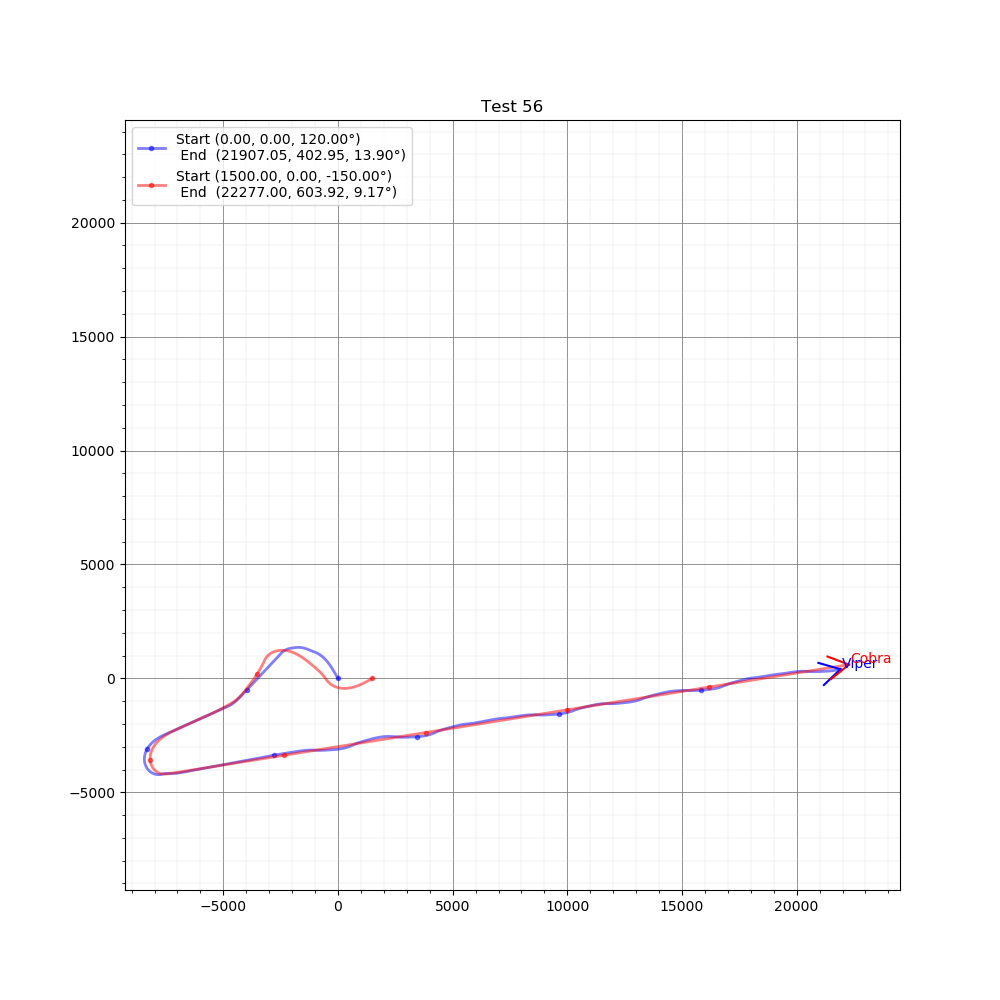 Test 56
Start (0.00, 0.00, 120.00°)
End (21907.05, 402.95, 13.90°)
Start (1500.00, 0.00, -150.00°)
End (22277.00, 603.92, 9.17°)
20000
15000
10000
5000
0
−5000
Cobra
Viper
−5000
0
5000
10000
15000
20000